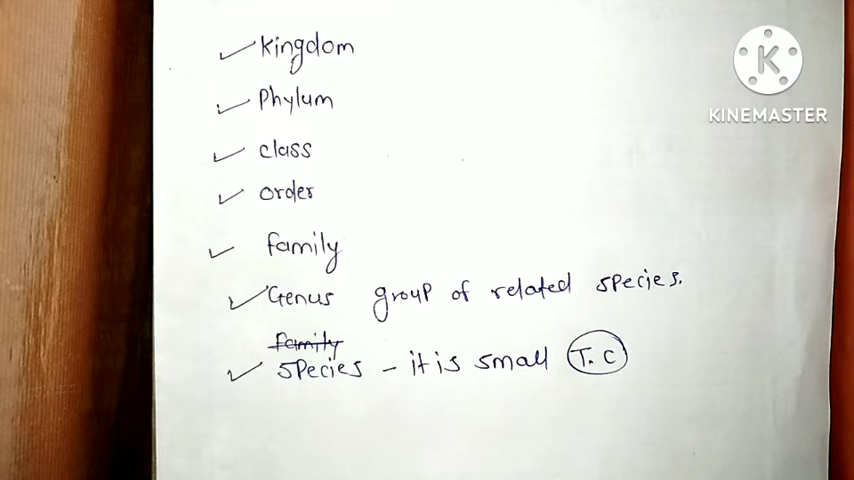 Kingdom
Phylum
class
order
family
Genus group of related species.
family
species - it is small T.C
K
KINEMASTER